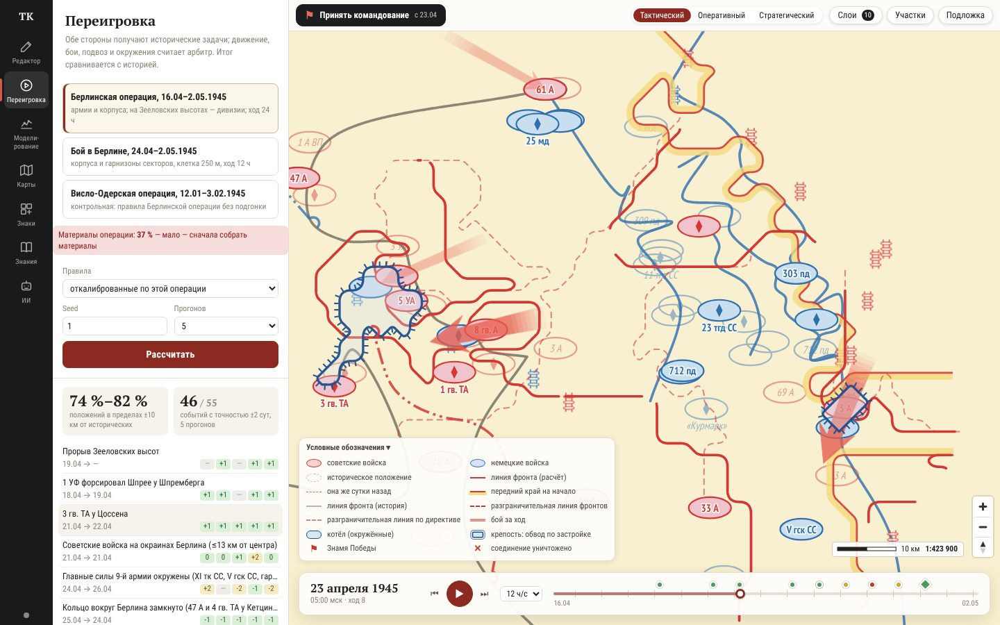 ТК
Редактор
Переигровка
Модели-
рование
Карты
Знаки
Знания
ИИ
Переигровка
Обе стороны получают исторические задачи; движение,
бои, подвоз и окружения считает арбитр. Итог
сравнивается с историей.
Берлинская операция, 16.04–2.05.1945
армии и корпуса; на Зееловских высотах — дивизии; ход 24
ч
Бой в Берлине, 24.04–2.05.1945
корпуса и гарнизоны секторов, клетка 250 м, ход 12 ч
Висло-Одерская операция, 12.01–3.02.1945
контрольная: правила Берлинской операции без подгонки
Материалы операции: 37 % — мало — сначала собрать
материалы
Правила
откалиброванные по этой операции
Seed
Прогонов
1
5
Рассчитать
74 %–82 %
положений в пределах ±10
км от исторических
46 / 55
событий с точностью ±2 сут,
5 прогонов
Прорыв Зееловских высот
19.04 → —
— +1 — +1 +1
1 УФ форсировал Шпрее у Шпремберга
18.04 → 19.04
+1 +1 — +1 +1
3 гв. ТА у Цоссена
21.04 → 22.04
+1 +1 +1 +1 +1
Советские войска на окраинах Берлина (≤13 км от центра)
21.04 → 21.04
0 0 +1 +2 0
Главные силы 9-й армии окружены (XI тк СС, V гск СС, гар...
24.04 → 26.04
+2 — -2 -1 -2
Кольцо вокруг Берлина замкнуто (47 А и 4 гв. ТА у Кетцин...
25.04 → 24.04
-1 -1 -1 -1 -1
Принять командование с 23.04
Тактический
Оперативный
Стратегический
Слои 10
Участки
Подложка
61 А
25 мд
1 А ВП
47 А
309 пд
303 пд
5 УА
8 гв. А
23 тгд СС
3 А
712 пд
1 гв. ТА
3 гв. ТА
69 А
3 А
«Курмарк»
33 А
33 А
V гск СС
28 А
Условные обозначения ▾
советские войска
немецкие войска
историческое положение
линия фронта (расчёт)
она же сутки назад
передний край на начало
линия фронта (история)
разграничительная линия фронтов
разграничительная линия по директиве
бой за ход
котёл (окружённые)
крепость: обвод по застройке
Знамя Победы
соединение уничтожено
10 км 1:423 900
23 апреля 1945
05:00 мск · ход 8
12 ч/с
16.04
02.05